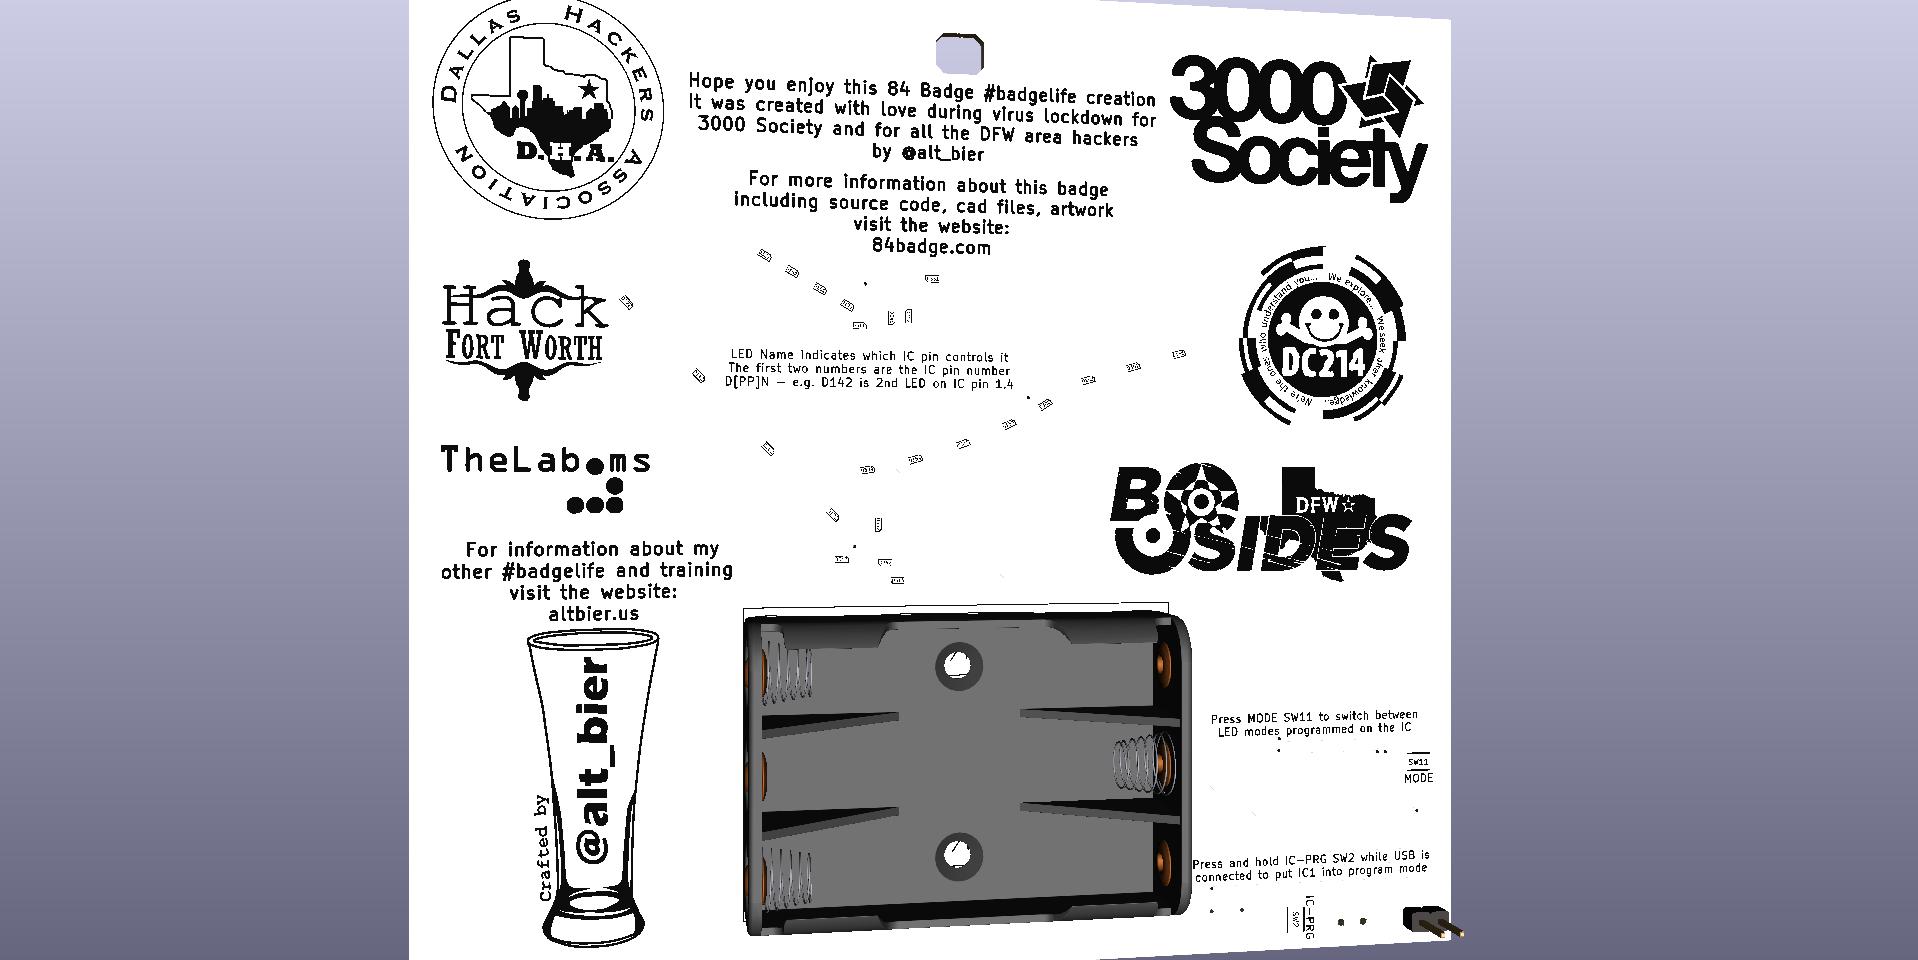 DALLAS HACKERS ASSOCIATION
D.H.A.
Hope you enjoy this 84 Badge #badgelife creation
It was created with love during virus lockdown for
3000 Society and for all the DFW area hackers
by @alt_bier
For more information about this badge
including source code, cad files, artwork
visit the website:
84badge.com
3000
Society
Hack
FORT WORTH
LED Name indicates which IC pin controls it
The first two numbers are the IC pin number
D[PP]N – e.g. D142 is 2nd LED on IC pin 1.4
We explore... We seek after knowledge... We're the ones who understand you...
DC214
TheLab.ms
BSIDES
DFW
For information about my
other #badgelife and training
visit the website:
altbier.us
Crafted by
@alt_bier
Press MODE SW11 to switch between
LED modes programmed on the IC
SW11
MODE
Press and hold IC-PRG SW2 while USB is
connected to put IC1 into program mode
IC-PRG
SW2